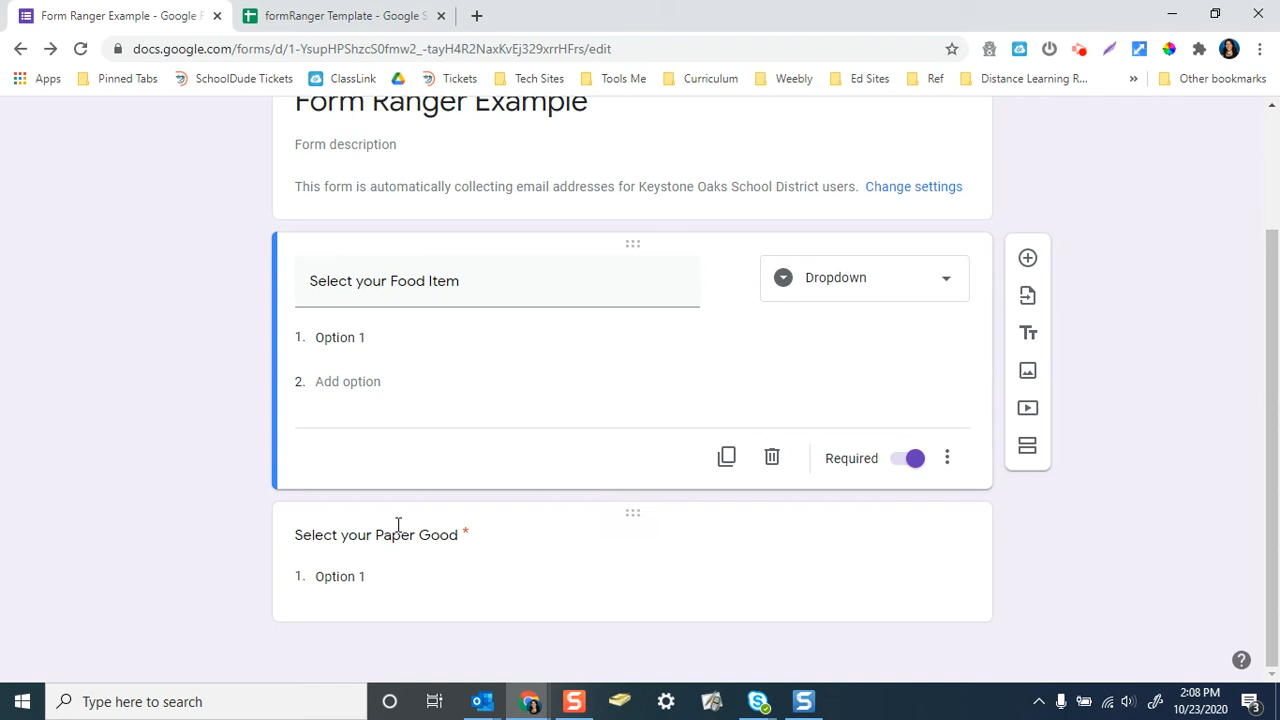 Form Ranger Example - Google F
formRanger Template - Google S
docs.google.com/forms/d/1-YsupHPShzcS0fmw2_-tayH4R2NaxKvEj329xrrHFrs/edit
Apps Pinned Tabs SchoolDude Tickets ClassLink Tickets Tech Sites Tools Me Curriculum Weebly Ed Sites Ref Distance Learning R... » Other bookmarks
Form Ranger Example
Form description
This form is automatically collecting email addresses for Keystone Oaks School District users. Change settings
Select your Food Item
Dropdown
1. Option 1
2. Add option
Required
Select your Paper Good *
1. Option 1
Type here to search
2:08 PM
10/23/2020
3